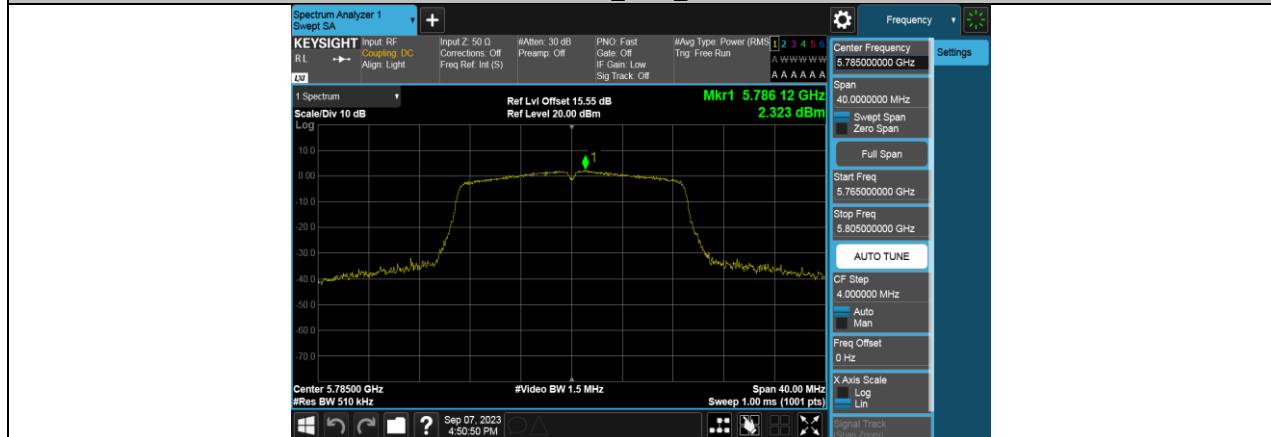 Spectrum Analyzer 1
Swept SA
Frequency
KEYSIGHT
RL
LXI
Input: RF
Coupling: DC
Align: Light
Input Z: 50 Ω
Corrections: Off
Freq Ref: Int (S)
#Atten: 30 dB
Preamp: Off
PNO: Fast
Gate: Off
IF Gain: Low
Sig Track: Off
#Avg Type: Power (RMS
Trig: Free Run
1 2 3 4 5 6
A W W W W W
A A A A A A
1 Spectrum
Scale/Div 10 dB
Log
Ref Lvl Offset 15.55 dB
Ref Level 20.00 dBm
Mkr1 5.786 12 GHz
2.323 dBm
1
10.0
0.00
-10.0
-20.0
-30.0
-40.0
-50.0
-60.0
-70.0
Center 5.78500 GHz
#Res BW 510 kHz
#Video BW 1.5 MHz
Span 40.00 MHz
Sweep 1.00 ms (1001 pts)
Sep 07, 2023
4:50:50 PM
?
Center Frequency
5.785000000 GHz
Settings
Span
40.0000000 MHz
Swept Span
Zero Span
Full Span
Start Freq
5.765000000 GHz
Stop Freq
5.805000000 GHz
AUTO TUNE
CF Step
4.000000 MHz
Auto
Man
Freq Offset
0 Hz
X Axis Scale
Log
Lin
Signal Track
(Span Zoom)